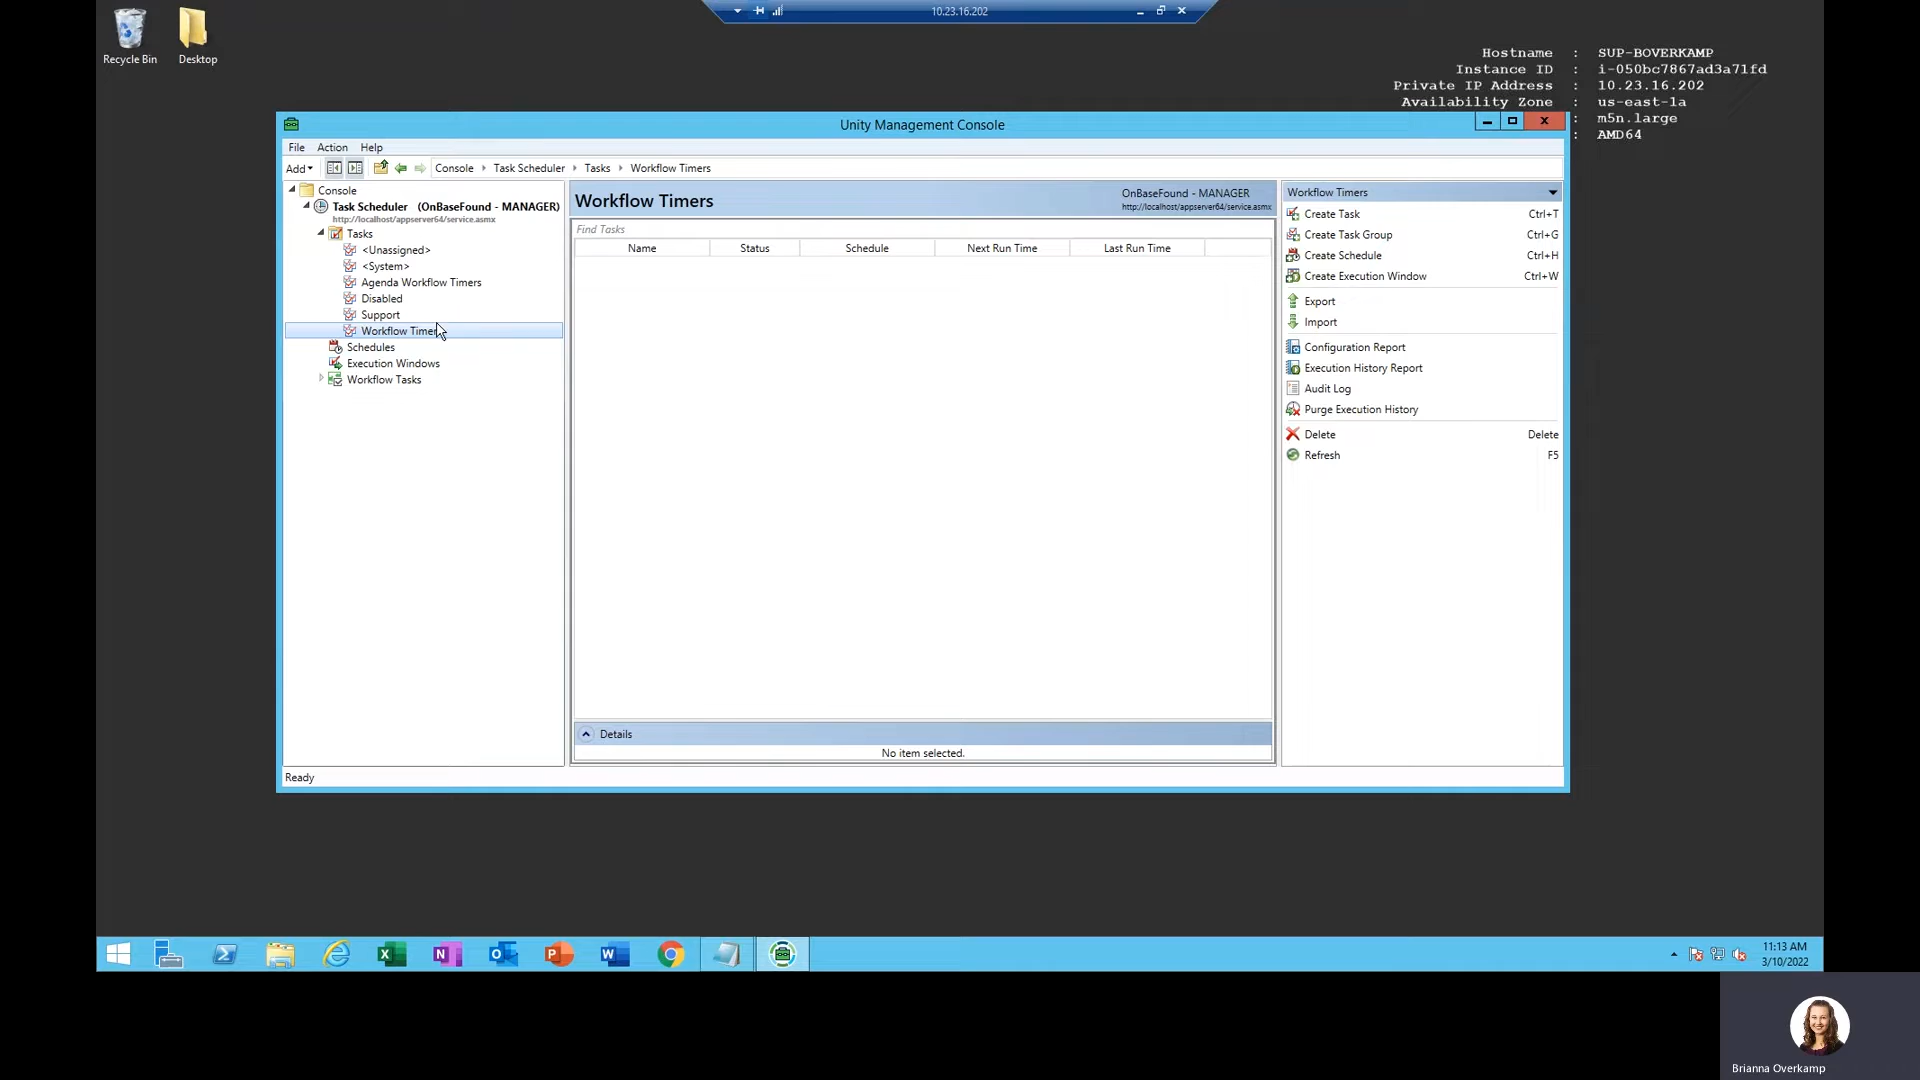 10.23.16.202
Recycle Bin
Desktop
Hostname : SUP-BOVERKAMP
Instance ID : i-050bc7867ad3a71fd
Private IP Address : 10.23.16.202
Availability Zone : us-east-1a
: m5n.large
: AMD64
Unity Management Console
File Action Help
Add Console Task Scheduler Tasks Workflow Timers
Console
Task Scheduler (OnBaseFound - MANAGER)
http://localhost/appserver64/service.asmx
Tasks
<Unassigned>
<System>
Agenda Workflow Timers
Disabled
Support
Workflow Timer
Schedules
Execution Windows
Workflow Tasks
Workflow Timers
OnBaseFound - MANAGER
http://localhost/appserver64/service.asmx
Find Tasks
Name Status Schedule Next Run Time Last Run Time
Details
No item selected.
Workflow Timers
Create Task Ctrl+T
Create Task Group Ctrl+G
Create Schedule Ctrl+H
Create Execution Window Ctrl+W
Export
Import
Configuration Report
Execution History Report
Audit Log
Purge Execution History
Delete Delete
Refresh F5
Ready
11:13 AM
3/10/2022
Brianna Overkamp